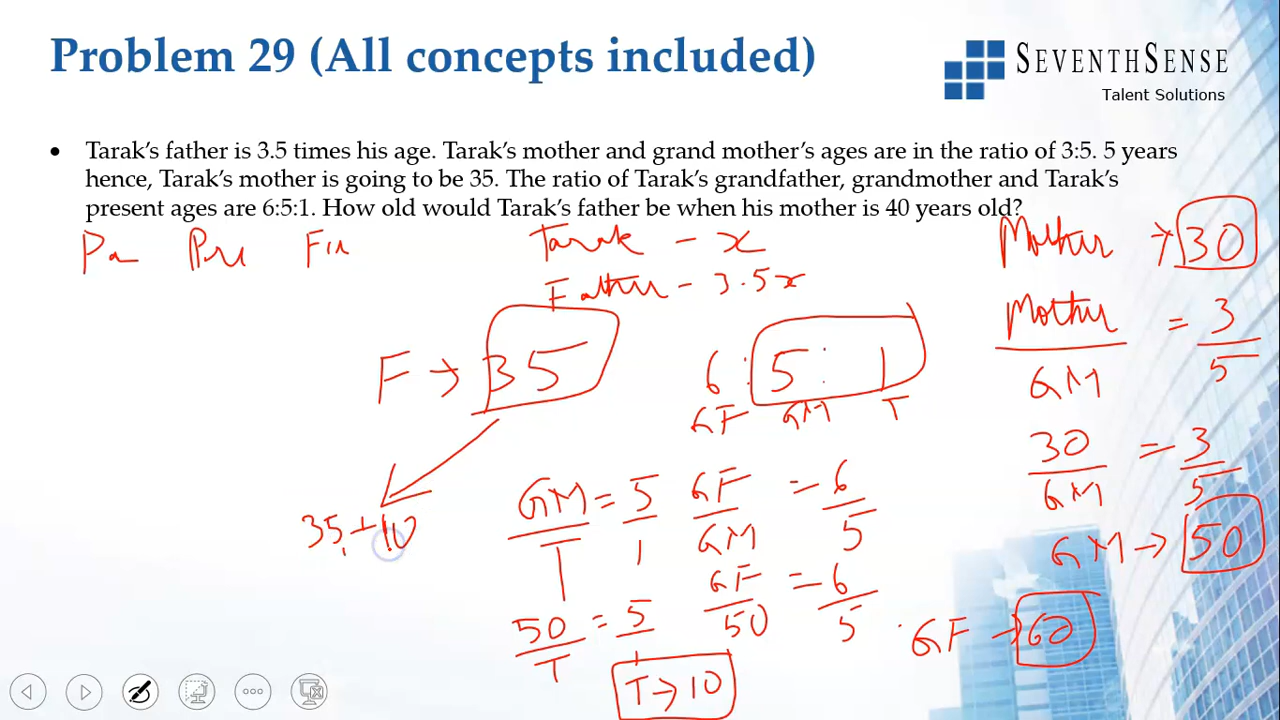 Problem 29 (All concepts included)
SEVENTHSENSE
Talent Solutions
• Tarak's father is 3.5 times his age. Tarak's mother and grand mother's ages are in the ratio of 3:5. 5 years
hence, Tarak's mother is going to be 35. The ratio of Tarak's grandfather, grandmother and Tarak's
present ages are 6:5:1. How old would Tarak's father be when his mother is 40 years old?
Pa Pre Fu
Tarak - x
Father - 3.5x
Mother → 30
F → 35
6 : 5 : 1
GF GM T
Mother / GM = 3 / 5
30 / GM = 3 / 5
GM → 50
35 + 10
GM / T = 5 / 1
GF / GM = 6 / 5
50 / T = 5 / 1
GF / 50 = 6 / 5
GF → 60
T → 10